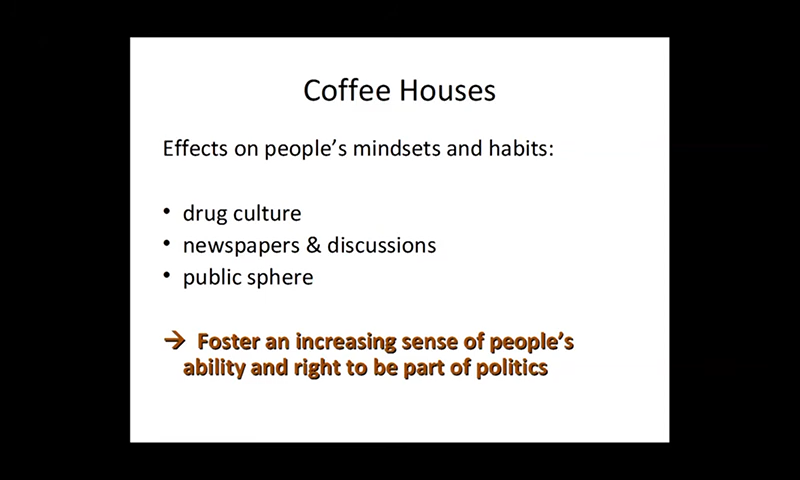 Coffee Houses
Effects on people's mindsets and habits:
• drug culture
• newspapers & discussions
• public sphere
→ Foster an increasing sense of people's
ability and right to be part of politics